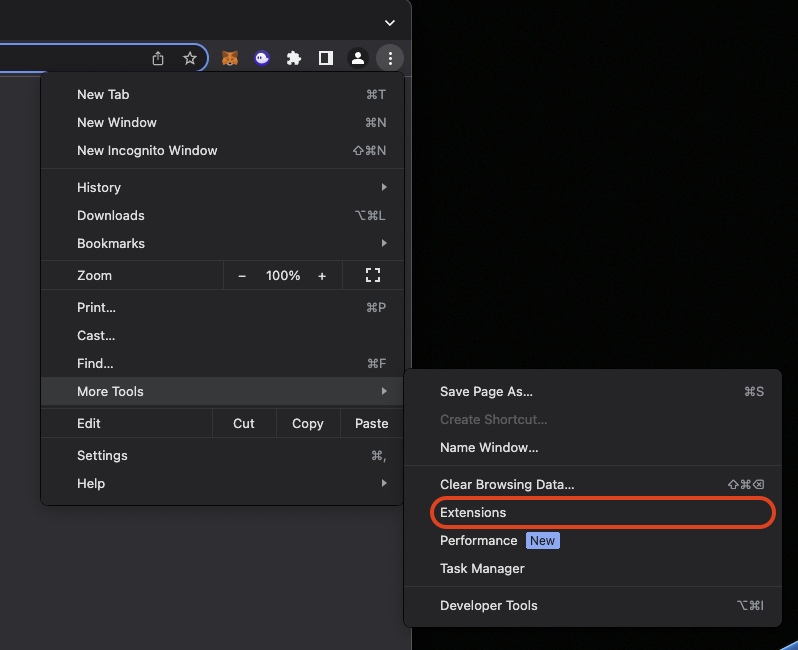 New Tab ⌘T
New Window ⌘N
New Incognito Window ⇧⌘N
History
Downloads ⌥⌘L
Bookmarks
Zoom − 100% +
Print... ⌘P
Cast...
Find... ⌘F
More Tools
Edit Cut Copy Paste
Settings ⌘,
Help
Save Page As... ⌘S
Create Shortcut...
Name Window...
Clear Browsing Data... ⇧⌘⌫
Extensions
Performance New
Task Manager
Developer Tools ⌥⌘I